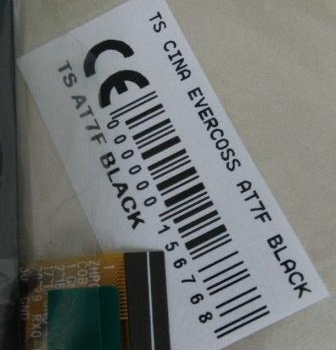 TS CINA EVERCOSS AT7F BLACK
CE
000000156768
TS AT7F BLACK